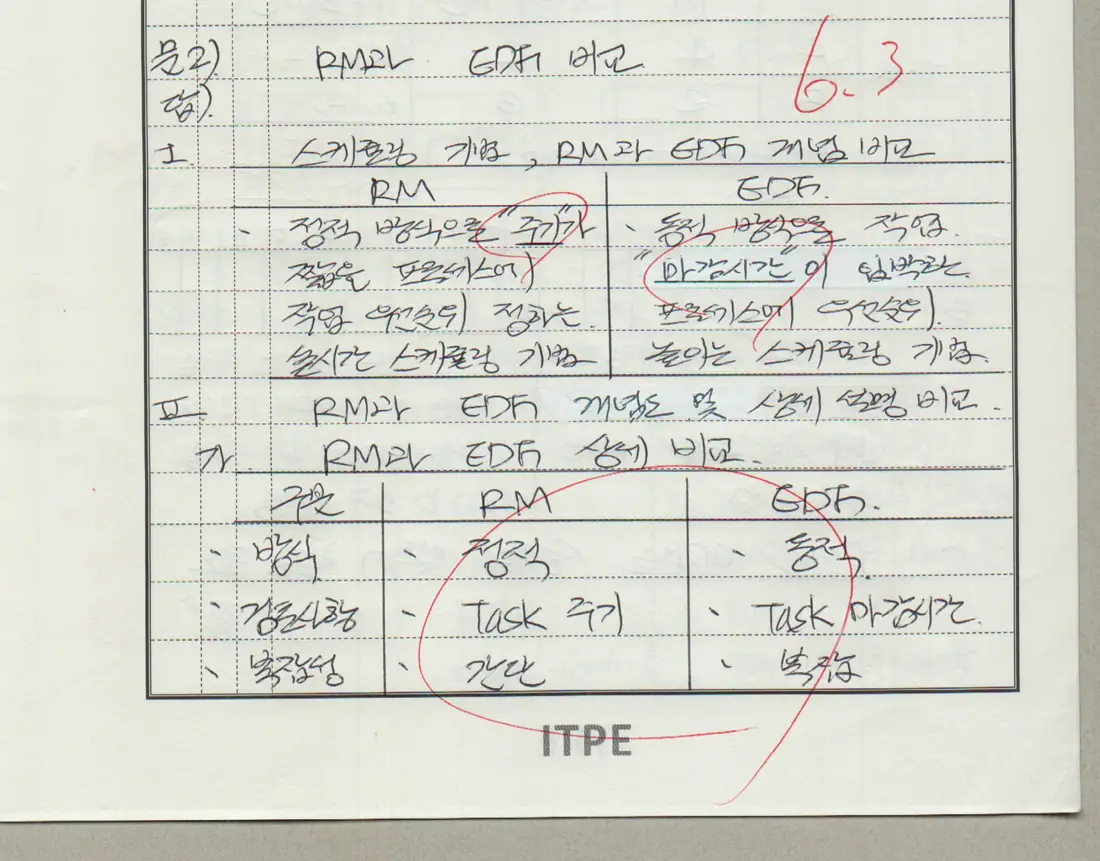 문2) RM과 EDF 비교
6.3
답).
I 스케줄링 기법, RM과 EDF 개념 비교
RM EDF.
· 정적 방식으로 "주기"가 · 동적 방식으로 작업
짧은 프로세스에 "마감시간"이 임박하는
작업 우선순위 정하는 프로세스에 우선순위
실시간 스케줄링 기법 높이는 스케줄링 기법
II RM과 EDF 개념도 및 상세 설명 비교.
가. RM과 EDF 상세 비교.
구분 RM EDF.
· 방식 · 정적 · 동적
· 검토사항 · Task 주기 · Task 마감시간
· 복잡성 · 간단 · 복잡
ITPE